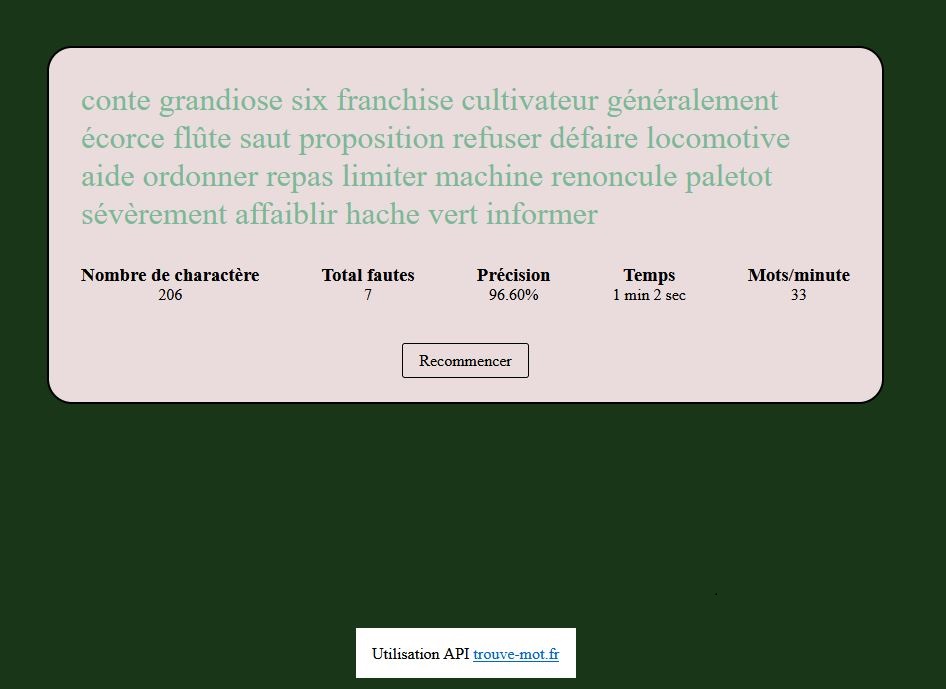 conte grandiose six franchise cultivateur généralement
écorce flûte saut proposition refuser défaire locomotive
aide ordonner repas limiter machine renoncule paletot
sévèrement affaiblir hache vert informer
Nombre de charactère Total fautes Précision Temps Mots/minute
206 7 96.60% 1 min 2 sec 33
Recommencer
Utilisation API trouve-mot.fr